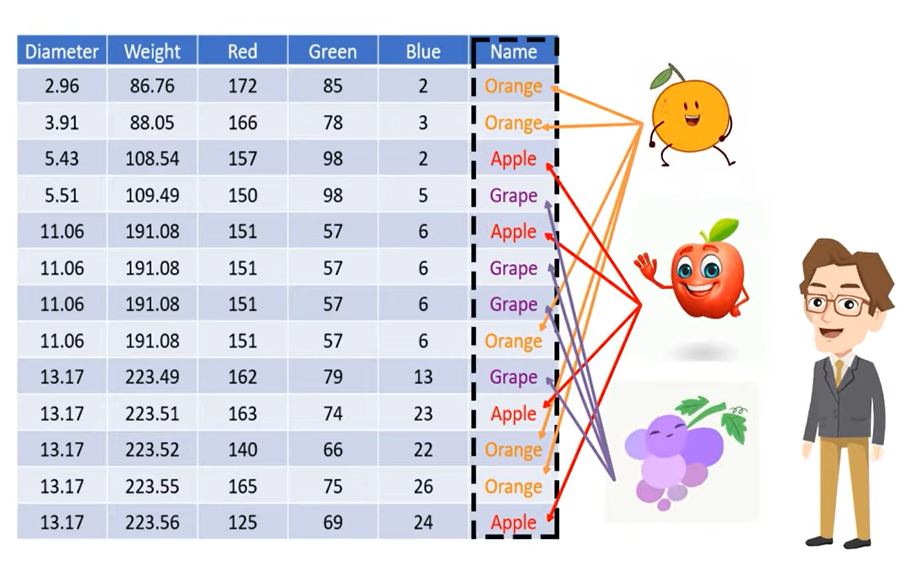 Diameter Weight Red Green Blue Name
2.96 86.76 172 85 2 Orange
3.91 88.05 166 78 3 Orange
5.43 108.54 157 98 2 Apple
5.51 109.49 150 98 5 Grape
11.06 191.08 151 57 6 Apple
11.06 191.08 151 57 6 Grape
11.06 191.08 151 57 6 Grape
11.06 191.08 151 57 6 Orange
13.17 223.49 162 79 13 Grape
13.17 223.51 163 74 23 Apple
13.17 223.52 140 66 22 Orange
13.17 223.55 165 75 26 Orange
13.17 223.56 125 69 24 Apple